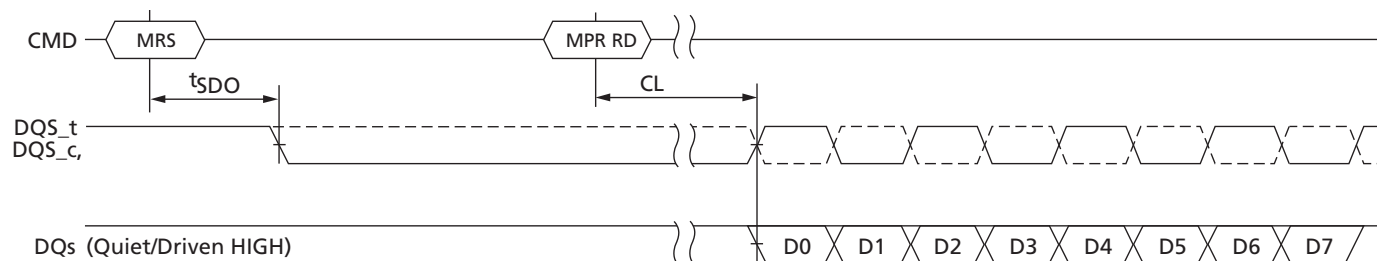 CMD MRS MPR RD
tSDO CL
DQS_t
DQS_c,
DQs (Quiet/Driven HIGH) D0 D1 D2 D3 D4 D5 D6 D7